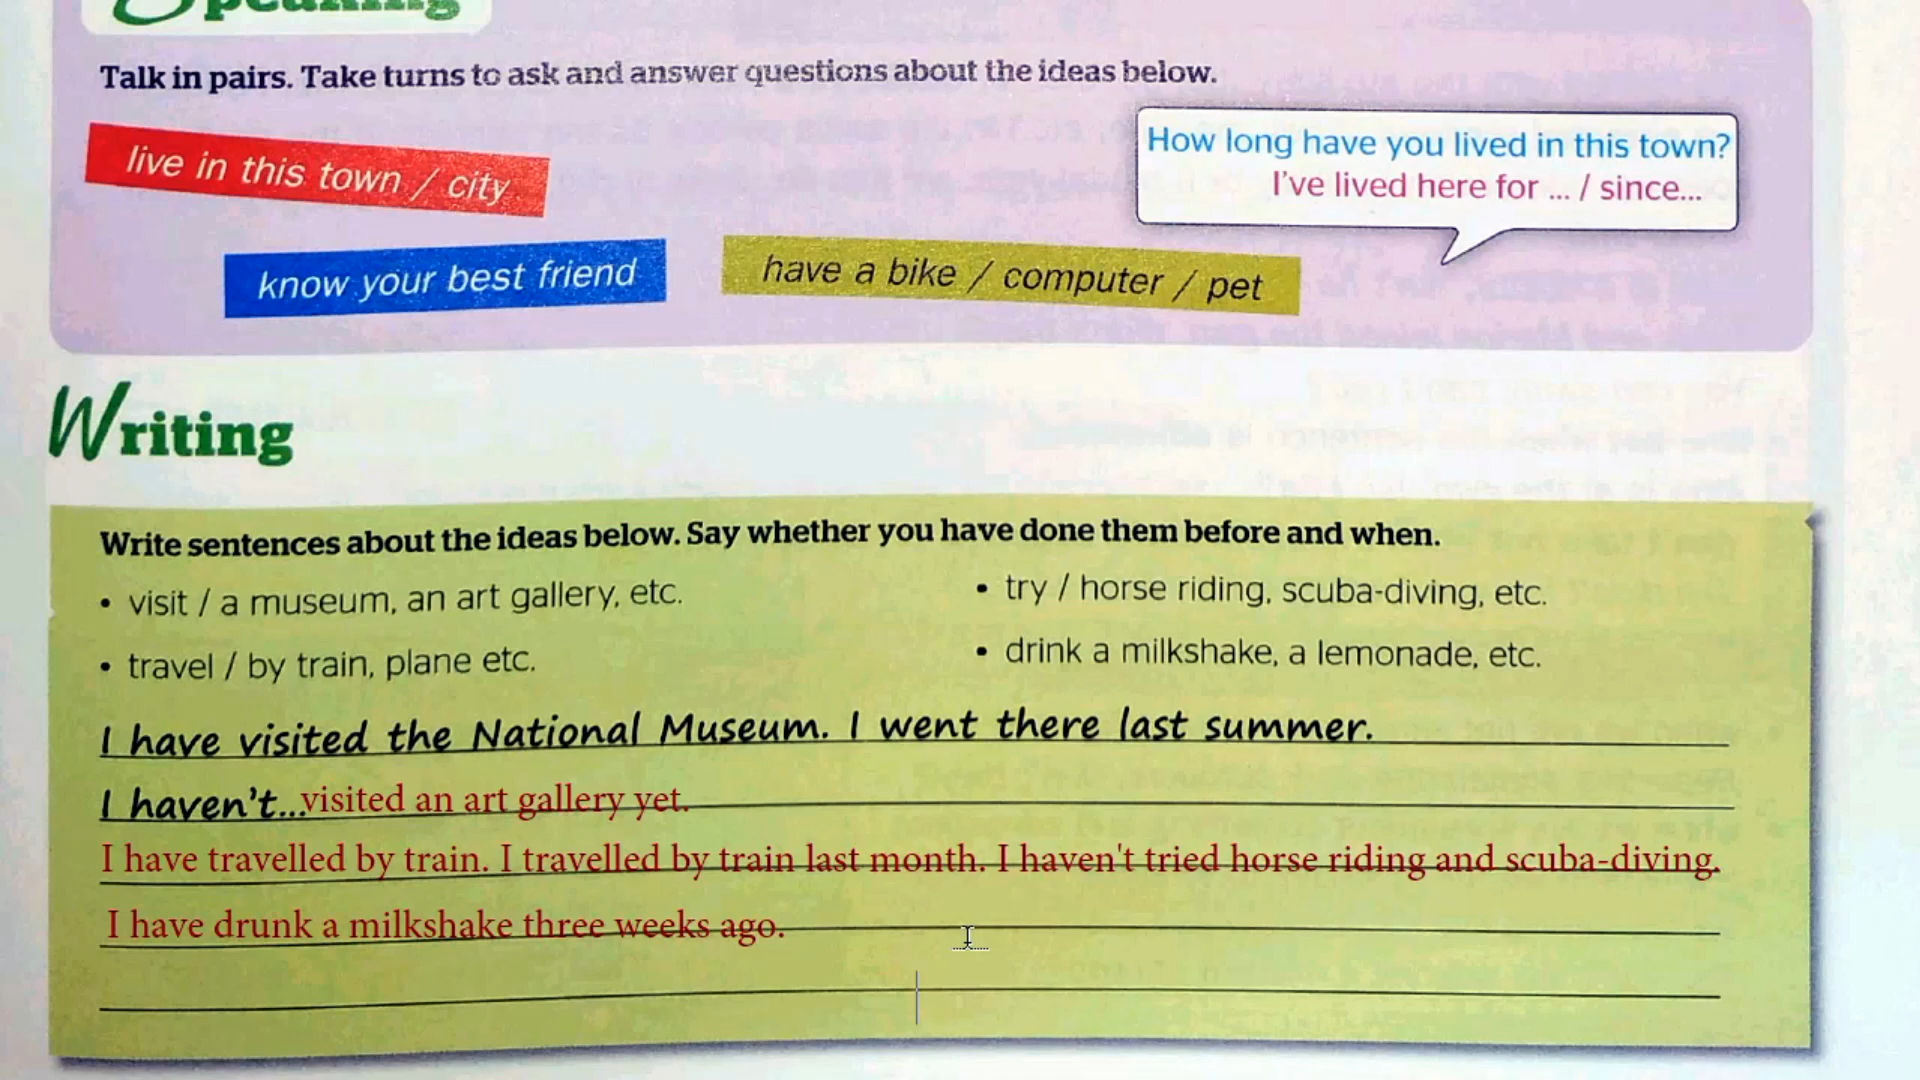 Speaking
Talk in pairs. Take turns to ask and answer questions about the ideas below.
How long have you lived in this town?
I've lived here for ... / since...
live in this town / city
know your best friend
have a bike / computer / pet
Writing
Write sentences about the ideas below. Say whether you have done them before and when.
• visit / a museum, an art gallery, etc.
• try / horse riding, scuba-diving, etc.
• travel / by train, plane etc.
• drink a milkshake, a lemonade, etc.
I have visited the National Museum. I went there last summer.
I haven't...visited an art gallery yet.
I have travelled by train. I travelled by train last month. I haven't tried horse riding and scuba-diving.
I have drunk a milkshake three weeks ago.